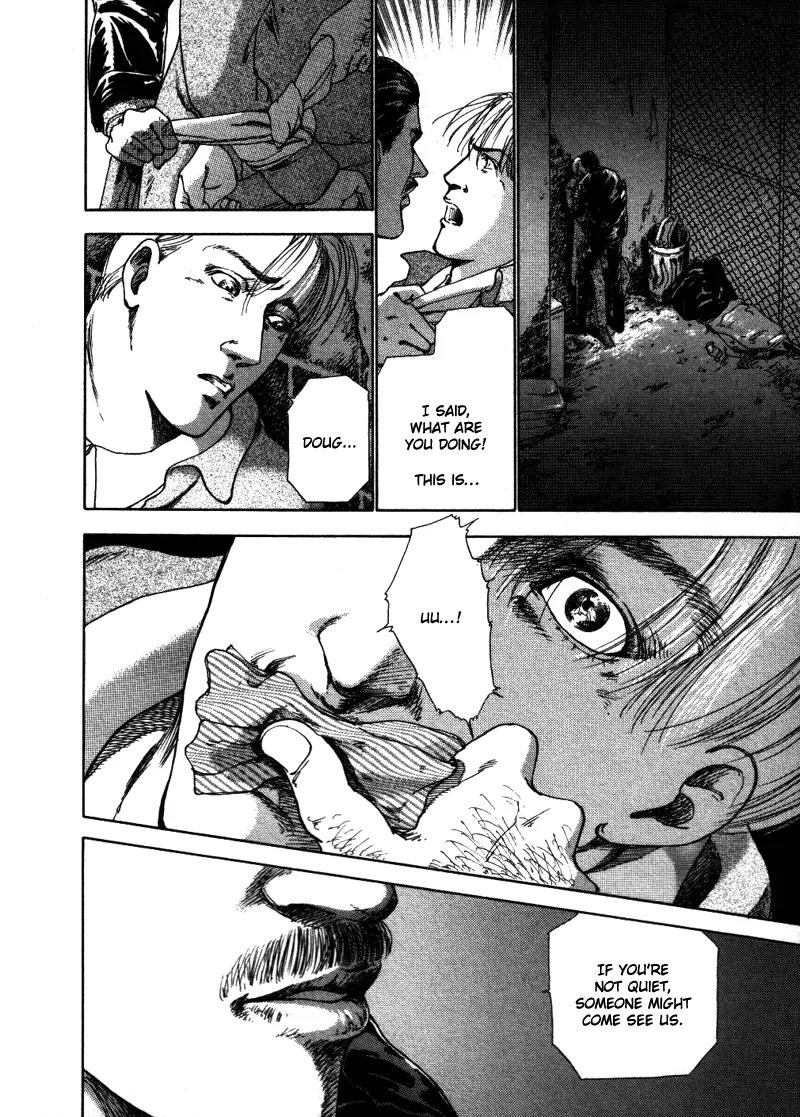 I SAID,
WHAT ARE
YOU DOING!
THIS IS...
DOUG...
UU...!
IF YOU'RE
NOT QUIET,
SOMEONE MIGHT
COME SEE US.